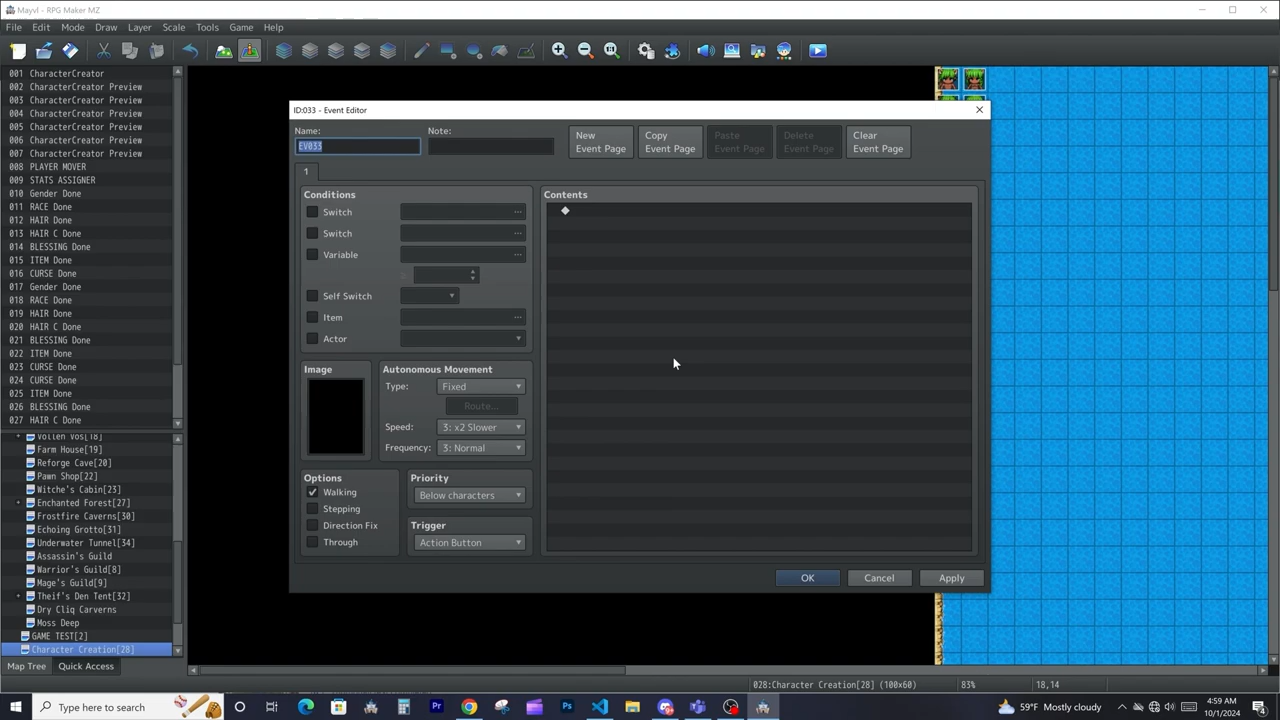 Mayvl - RPG Maker MZ
File Edit Mode Draw Layer Scale Tools Game Help
001 CharacterCreator
002 CharacterCreator Preview
003 CharacterCreator Preview
004 CharacterCreator Preview
005 CharacterCreator Preview
006 CharacterCreator Preview
007 CharacterCreator Preview
008 PLAYER MOVER
009 STATS ASSIGNER
010 Gender Done
011 RACE Done
012 HAIR Done
013 HAIR C Done
014 BLESSING Done
015 ITEM Done
016 CURSE Done
017 Gender Done
018 RACE Done
019 HAIR Done
020 HAIR C Done
021 BLESSING Done
022 ITEM Done
023 CURSE Done
024 CURSE Done
025 ITEM Done
026 BLESSING Done
027 HAIR C Done
Vollen Vos[18]
Farm House[19]
Reforge Cave[20]
Pawn Shop[22]
Witche's Cabin[23]
Enchanted Forest[27]
Frostfire Caverns[30]
Echoing Grotto[31]
Underwater Tunnel[34]
Assassin's Guild
Warrior's Guild[8]
Mage's Guild[9]
Theif's Den Tent[32]
Dry Cliq Carverns
Moss Deep
GAME TEST[2]
Character Creation[28]
Map Tree Quick Access
ID:033 - Event Editor
Name: Note:
EV033
New Event Page
Copy Event Page
Paste Event Page
Delete Event Page
Clear Event Page
1
Conditions
Switch
Switch
Variable
≥
Self Switch
Item
Actor
Image
Autonomous Movement
Type: Fixed
Route...
Speed: 3: x2 Slower
Frequency: 3: Normal
Options
Walking
Stepping
Direction Fix
Through
Priority
Below characters
Trigger
Action Button
Contents
OK Cancel Apply
028:Character Creation[28] (100x60) 83% 18,14
Type here to search
59°F Mostly cloudy
4:59 AM
10/1/2024